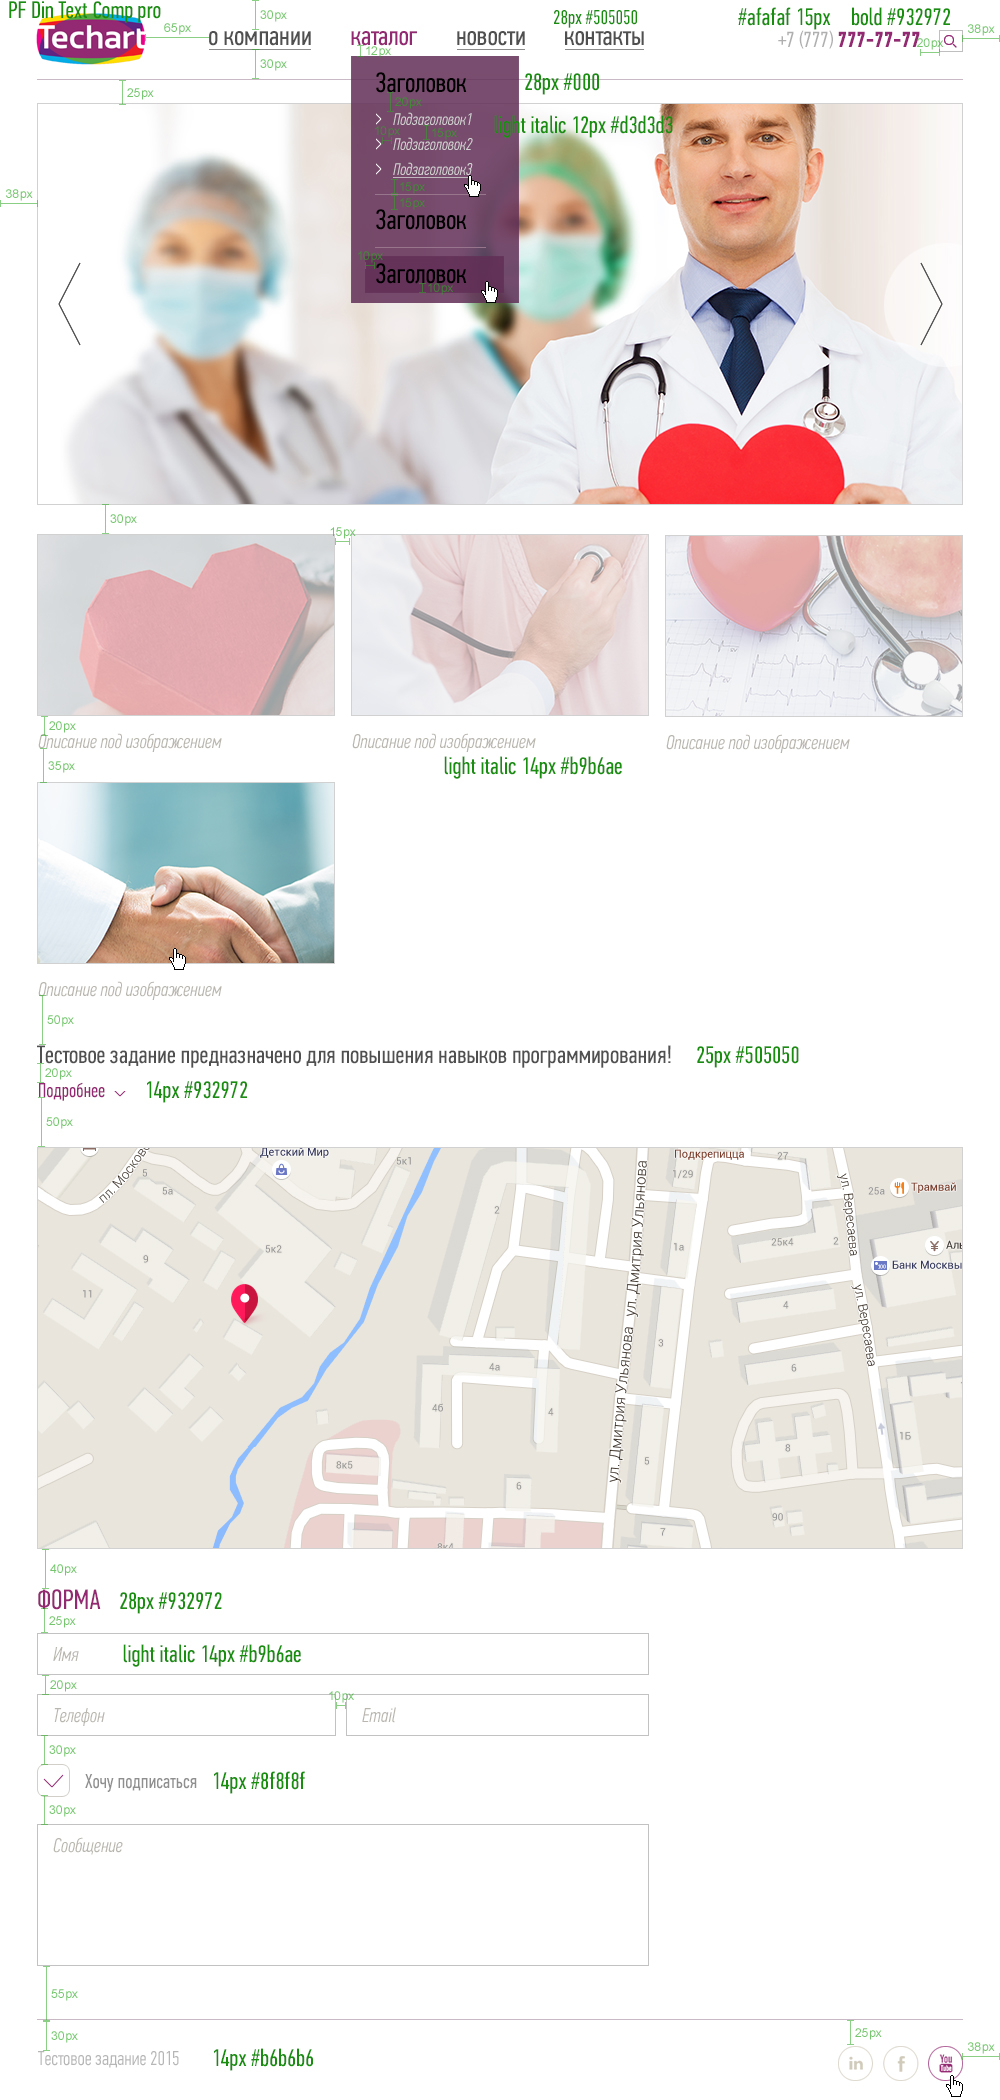 PF Din Text Comp pro
30px
28px #505050
#afafaf 15px
bold #932972
Techart
65px
о компании
каталог
новости
контакты
+7 (777) 777-77-77
20px
38px
12px
30px
25px
Заголовок
28px #000
20px
Подзаголовок1
light italic 12px #d3d3d3
10px
15px
Подзаголовок2
Подзаголовок3
15px
15px
38px
Заголовок
10px
Заголовок
10px
30px
15px
20px
Описание под изображением
Описание под изображением
Описание под изображением
35px
light italic 14px #b9b6ae
Описание под изображением
50px
Тестовое задание предназначено для повышения навыков программирования!
25px #505050
20px
Подробнее
14px #932972
50px
Детский Мир
Подкрепицца
27
пл. Московс
5
5а
5к1
1/29
25а
Трамвай
2
ул. Дмитрия Ульянова
ул. Вересаева
9
5к2
1а
25к4
2
Аль
Банк Москвы
11
4
ул. Вересаева
3
4а
6
ул. Дмитрия Ульянова
4б
4
1Б
8
8к5
5
6
90
7
8к4
40px
ФОРМА
28px #932972
25px
Имя
light italic 14px #b9b6ae
20px
10px
Телефон
Email
30px
Хочу подписаться
14px #8f8f8f
30px
Сообщение
55px
30px
25px
Тестовое задание 2015
14px #b6b6b6
38px
in
f
You
Tube